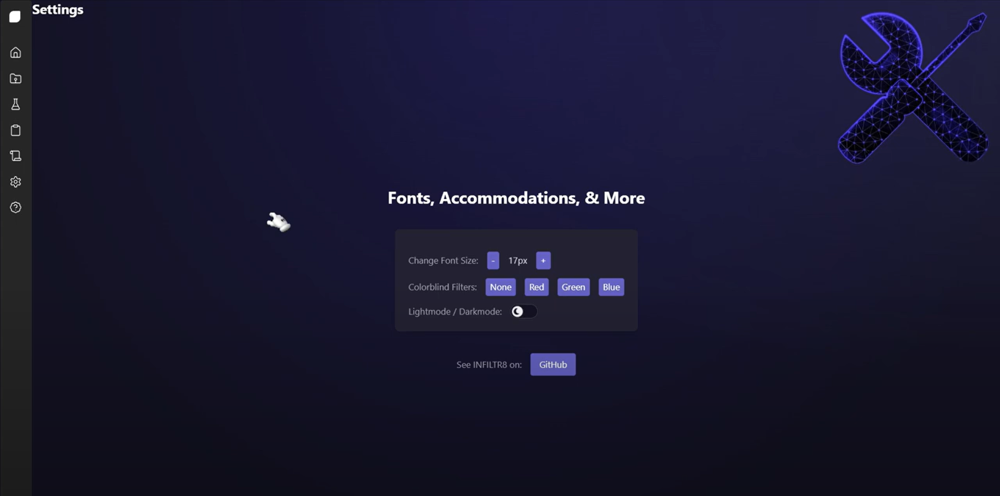 Settings
Fonts, Accommodations, & More
Change Font Size: - 17px +
Colorblind Filters: None Red Green Blue
Lightmode / Darkmode:
See INFILTR8 on: GitHub